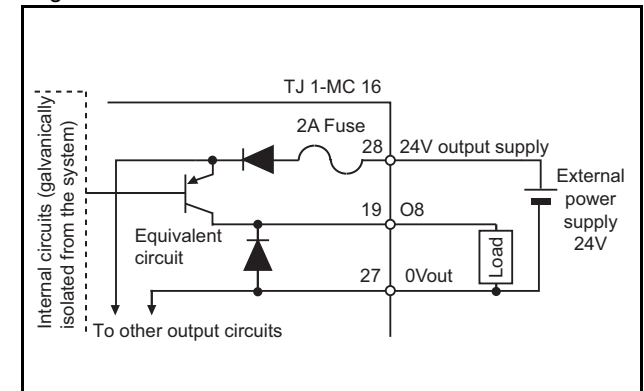 TJ 1-MC 16
Internal circuits (galvanically
isolated from the system)
2A Fuse
28
24V output supply
External
power
supply
24V
19
O8
Equivalent
circuit
Load
27
0Vout
To other output circuits